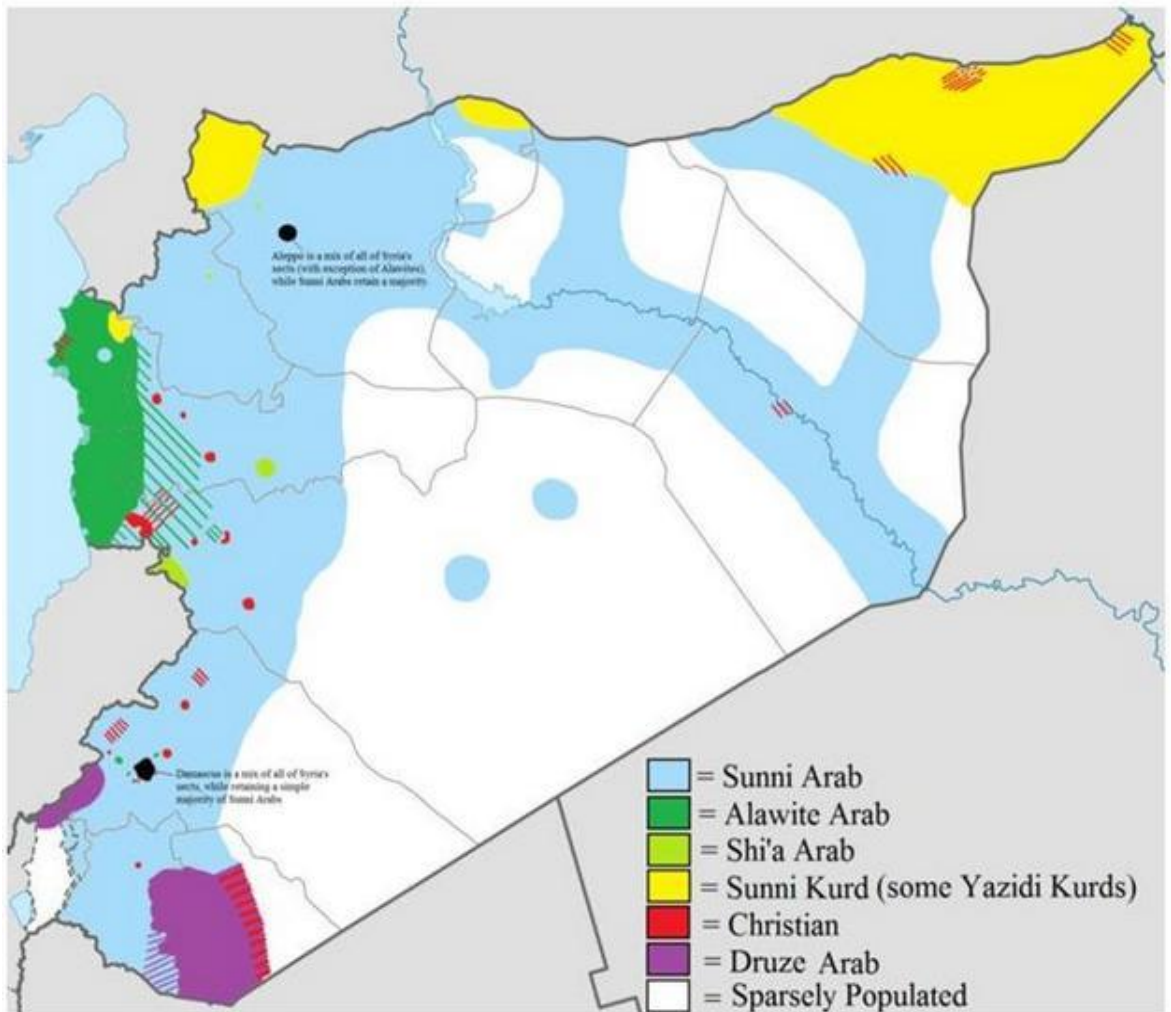 Aleppo is a mix of all of Syria's
sects (with exception of Alawites),
while Sunni Arabs retain a majority.
Damascus is a mix of all of Syria's
sects, while retaining a simple
majority of Sunni Arabs
= Sunni Arab
= Alawite Arab
= Shi'a Arab
= Sunni Kurd (some Yazidi Kurds)
= Christian
= Druze Arab
= Sparsely Populated